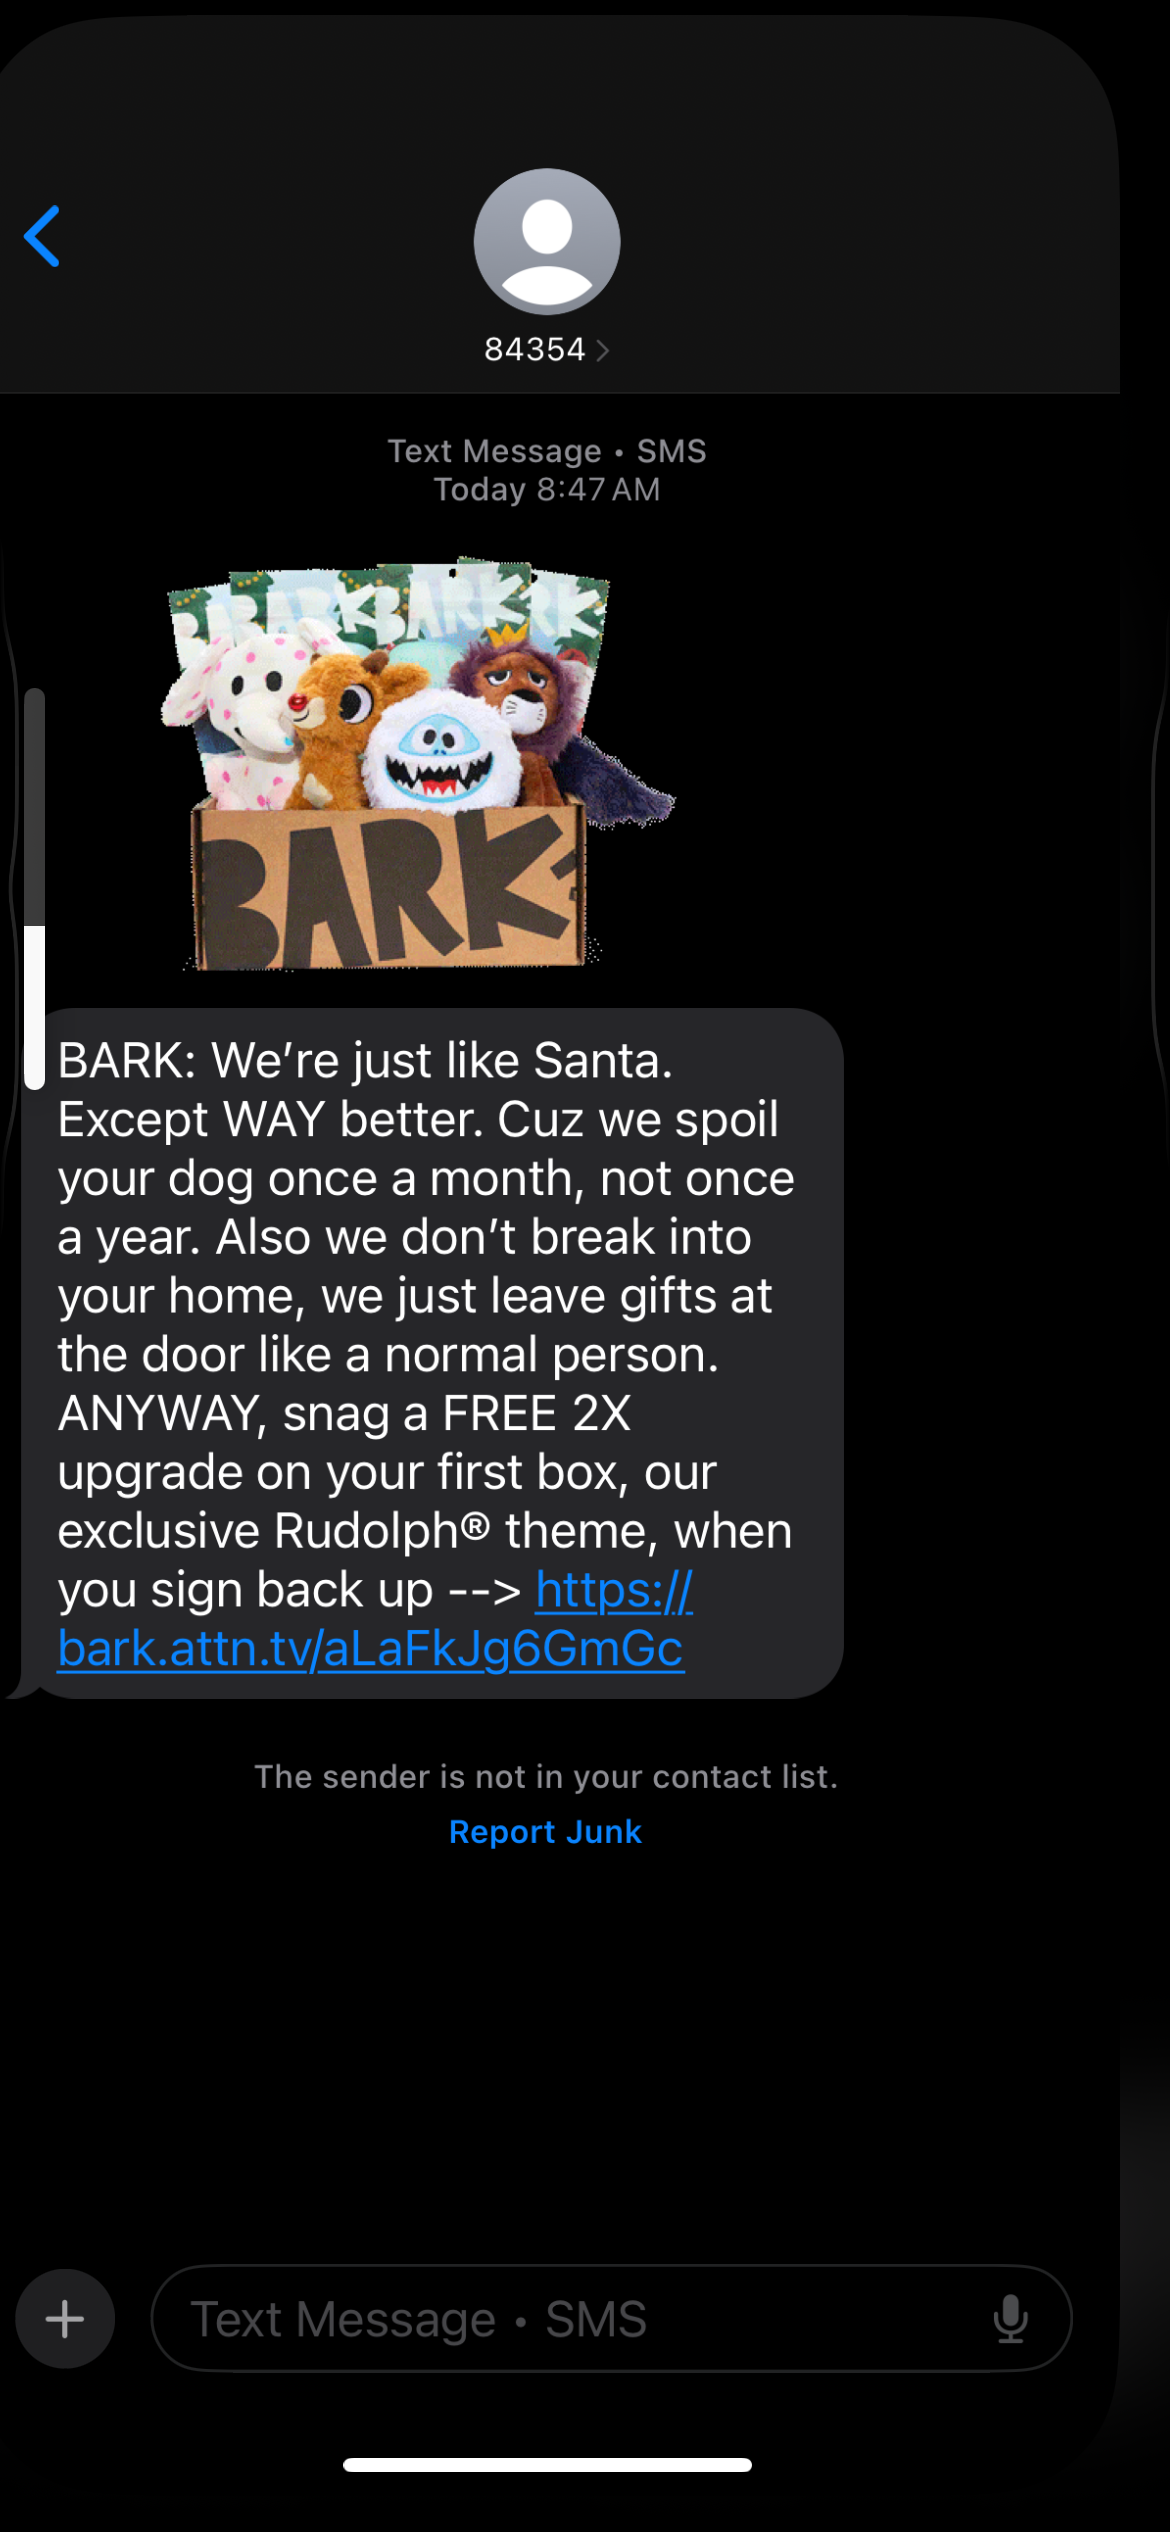 84354
Text Message • SMS
Today 8:47 AM
BARK BARK RK
BARK
BARK: We’re just like Santa.
Except WAY better. Cuz we spoil
your dog once a month, not once
a year. Also we don’t break into
your home, we just leave gifts at
the door like a normal person.
ANYWAY, snag a FREE 2X
upgrade on your first box, our
exclusive Rudolph® theme, when
you sign back up --> https://
bark.attn.tv/aLaFkJg6GmGc
The sender is not in your contact list.
Report Junk
Text Message • SMS